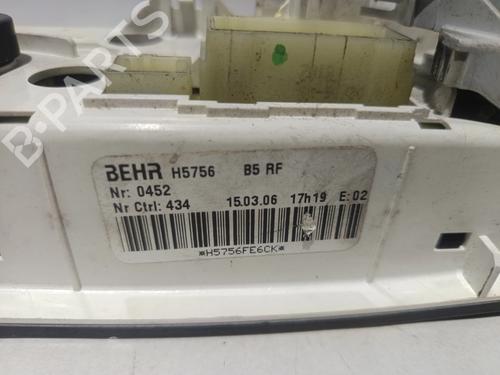 BEHR H5756 B5 RF
Nr: 0452
Nr Ctrl: 434 15.03.06 17h19 E: 02
*H5756FE6CK*
B-PARTS